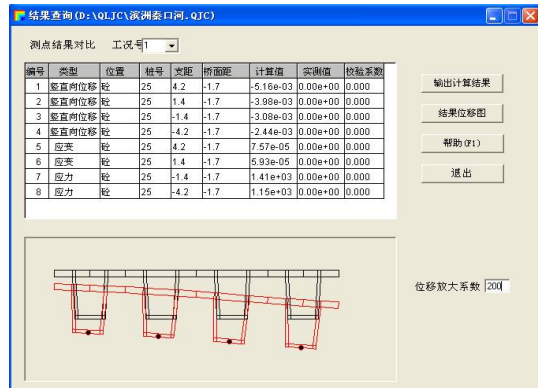 结果查询(D:\QLJC\滨洲秦口河.QJC)
测点结果对比 工况号 1
编号 类型 位置 桩号 支距 桥面距 计算值 实测值 校验系数
1 竖直向位移 砼 25 4.2 -1.7 -5.16e-03 0.00e+00 0.000
2 竖直向位移 砼 25 1.4 -1.7 -3.98e-03 0.00e+00 0.000
3 竖直向位移 砼 25 -1.4 -1.7 -3.08e-03 0.00e+00 0.000
4 竖直向位移 砼 25 -4.2 -1.7 -2.44e-03 0.00e+00 0.000
5 应变 砼 25 4.2 -1.7 7.57e-05 0.00e+00 0.000
6 应变 砼 25 1.4 -1.7 5.93e-05 0.00e+00 0.000
7 应力 砼 25 -1.4 -1.7 1.41e+03 0.00e+00 0.000
8 应力 砼 25 -4.2 -1.7 1.15e+03 0.00e+00 0.000
输出计算结果
结果位移图
帮助(F1)
退出
位移放大系数 200